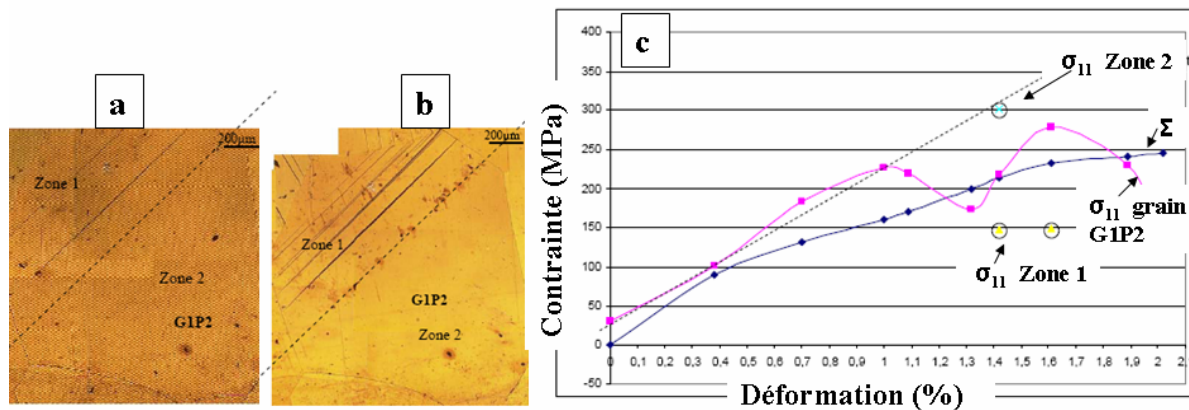 a
200µm
Zone 1
Zone 2
G1P2
b
200µm
Zone 1
G1P2
Zone 2
c
Contrainte (MPa)
400
350
300
250
200
150
100
50
0
-50
σ11 Zone 2
Σ
σ11 grain
G1P2
σ11 Zone 1
0 0,1 0,2 0,3 0,4 0,5 0,6 0,7 0,8 0,9 1 1,1 1,2 1,3 1,4 1,5 1,6 1,7 1,8 1,9 2 2,1
Déformation (%)